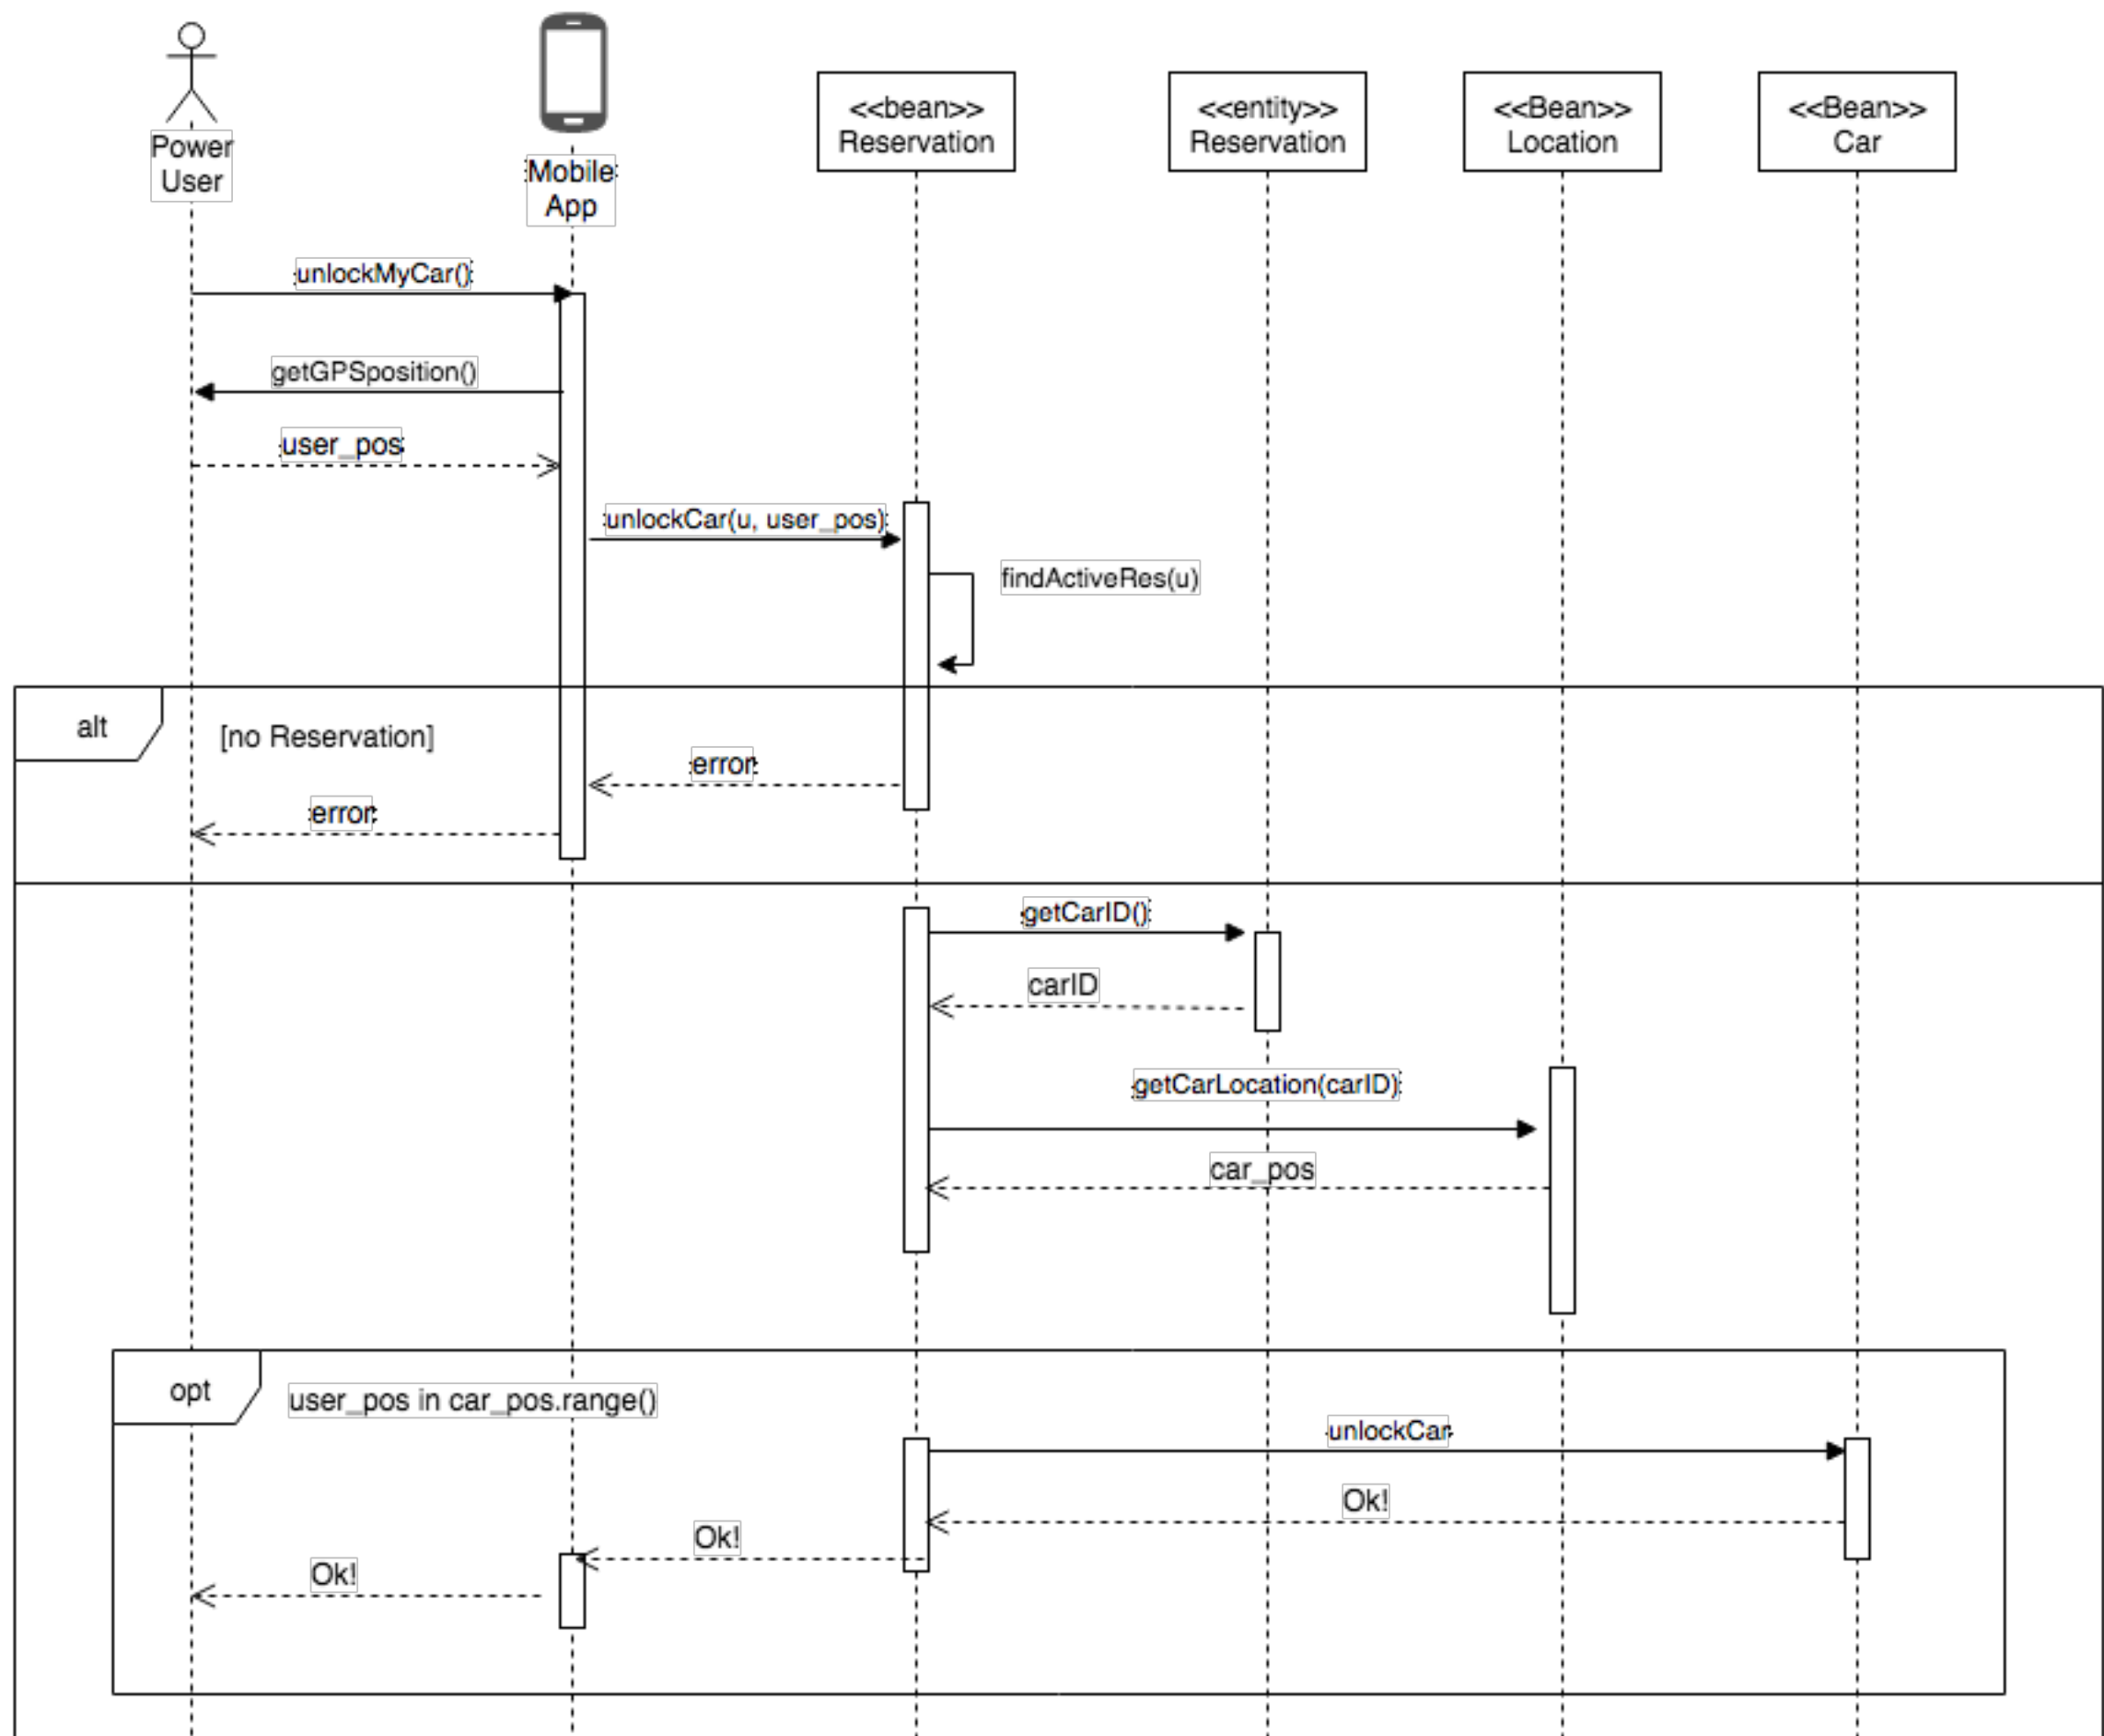 Power
User
Mobile
App
<<bean>>
Reservation
<<entity>>
Reservation
<<Bean>>
Location
<<Bean>>
Car
unlockMyCar()
getGPSposition()
user_pos
unlockCar(u, user_pos)
findActiveRes(u)
alt
[no Reservation]
error
error
getCarID()
carID
getCarLocation(carID)
car_pos
opt
user_pos in car_pos.range()
unlockCar
Ok!
Ok!
Ok!